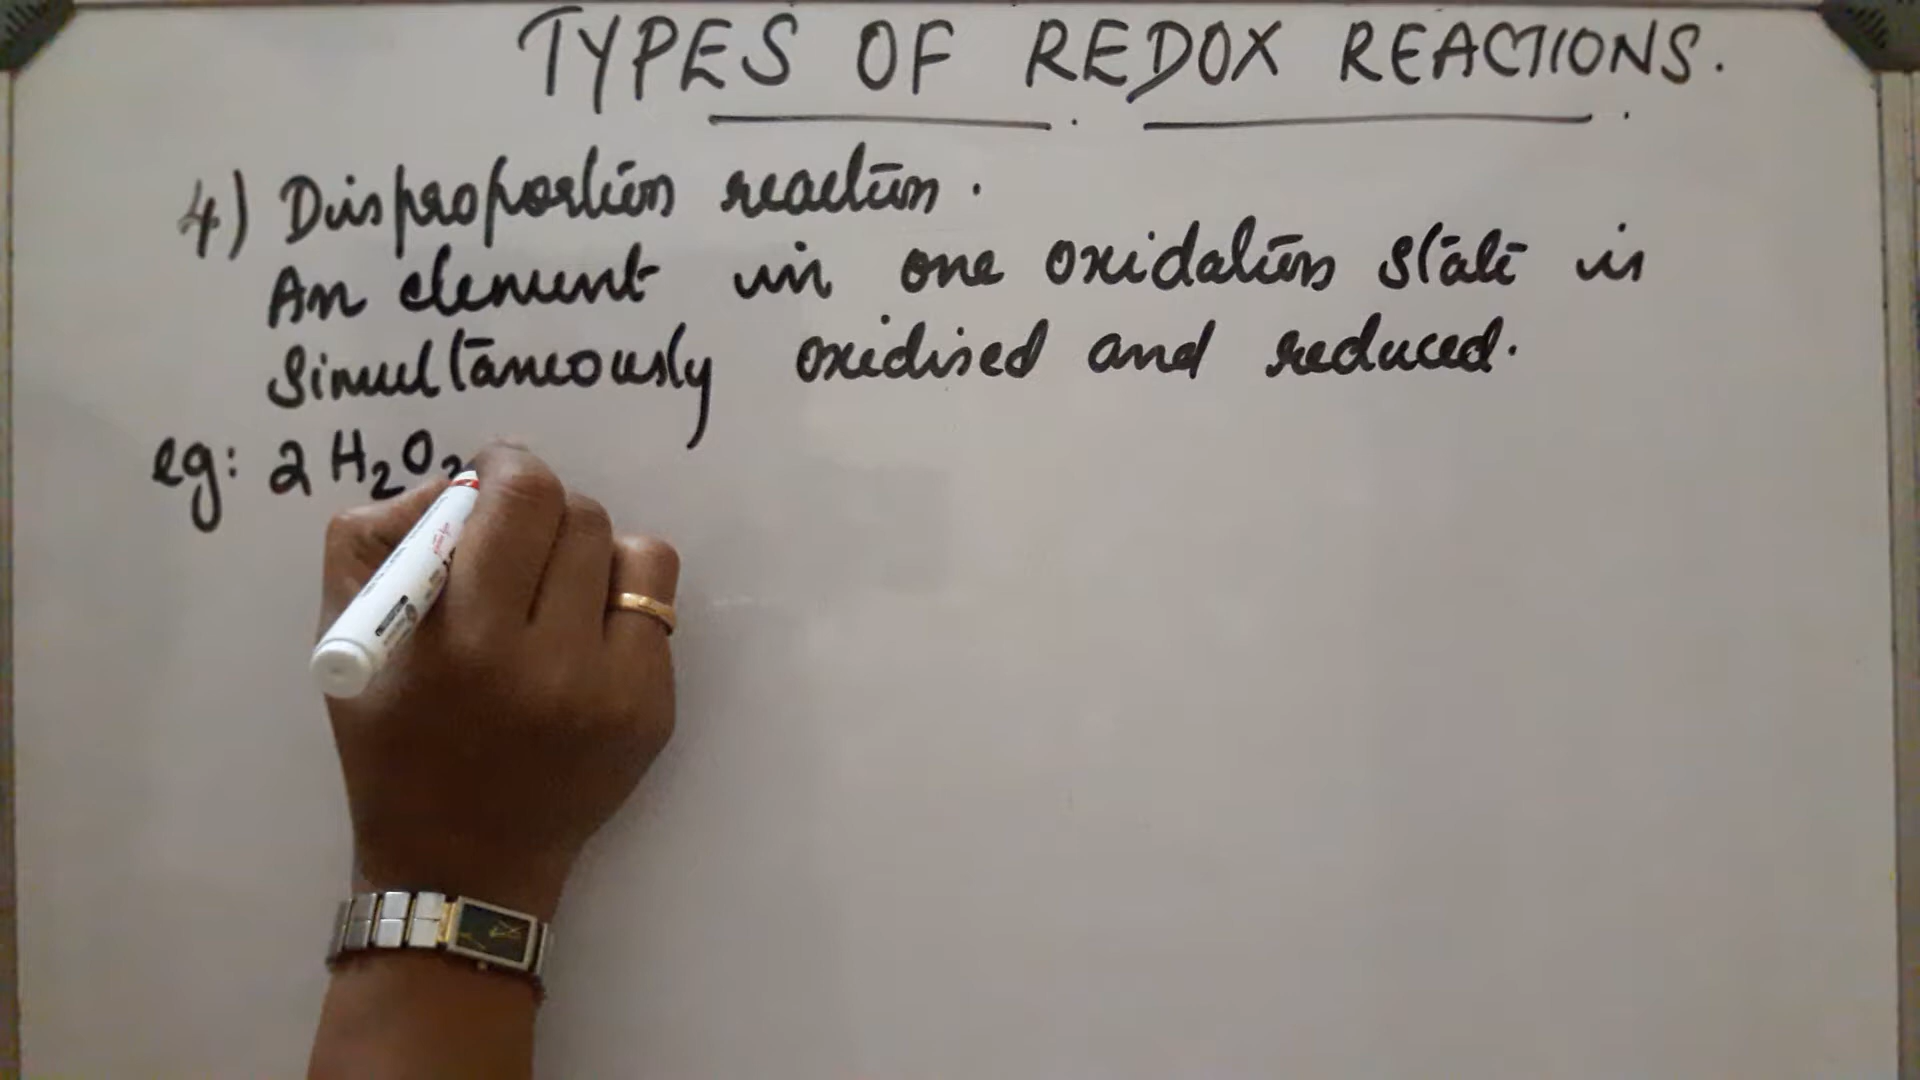 TYPES OF REDOX REACTIONS.
4) Disproportion reaction.
An element in one oxidation state is
simultaneously oxidised and reduced.
eg: 2 H₂O₂